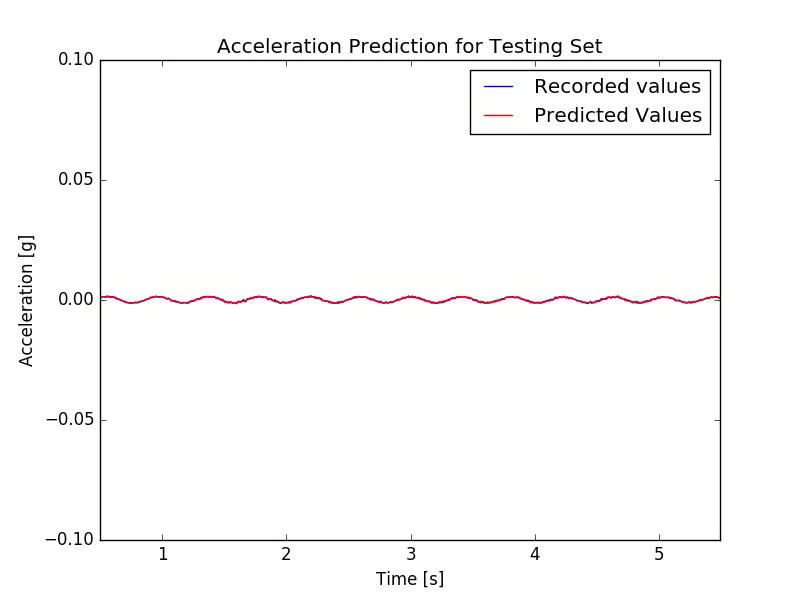 Acceleration Prediction for Testing Set
0.10
Recorded values
Predicted Values
0.05
Acceleration [g]
0.00
−0.05
−0.10
1 2 3 4 5
Time [s]